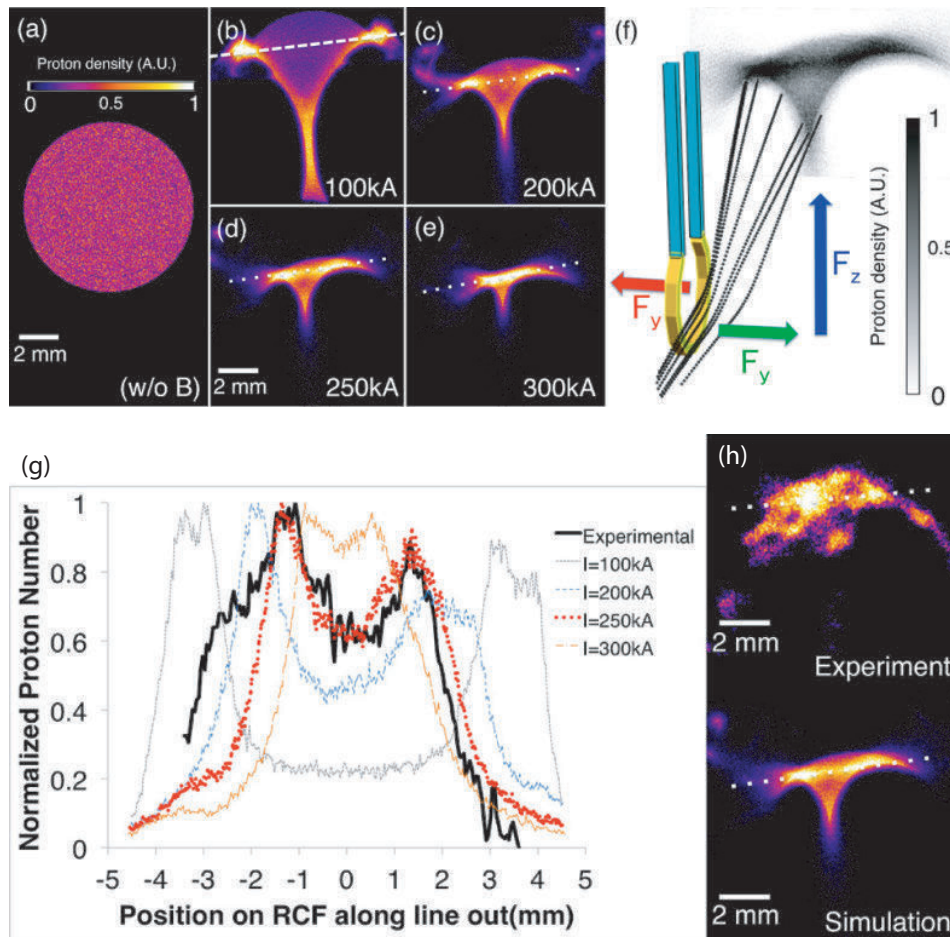 (a)
Proton density (A.U.)
0 0.5 1
2 mm
(w/o B)
(b)
100kA
(c)
200kA
(d)
2 mm
250kA
(e)
300kA
(f)
F_y
F_y
F_z
Proton density (A.U.)
1
0.5
0
(g)
Normalized Proton Number
1
0.8
0.6
0.4
0.2
0
-5 -4 -3 -2 -1 0 1 2 3 4 5
Position on RCF along line out(mm)
Experimental
I=100kA
I=200kA
I=250kA
I=300kA
(h)
2 mm
Experiment
2 mm
Simulation